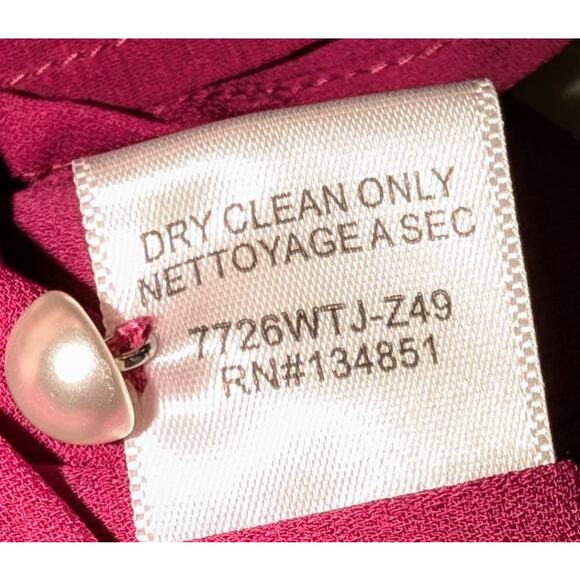 DRY CLEAN ONLY
NETTOYAGE A SEC
7726WTJ-Z49
RN#134851